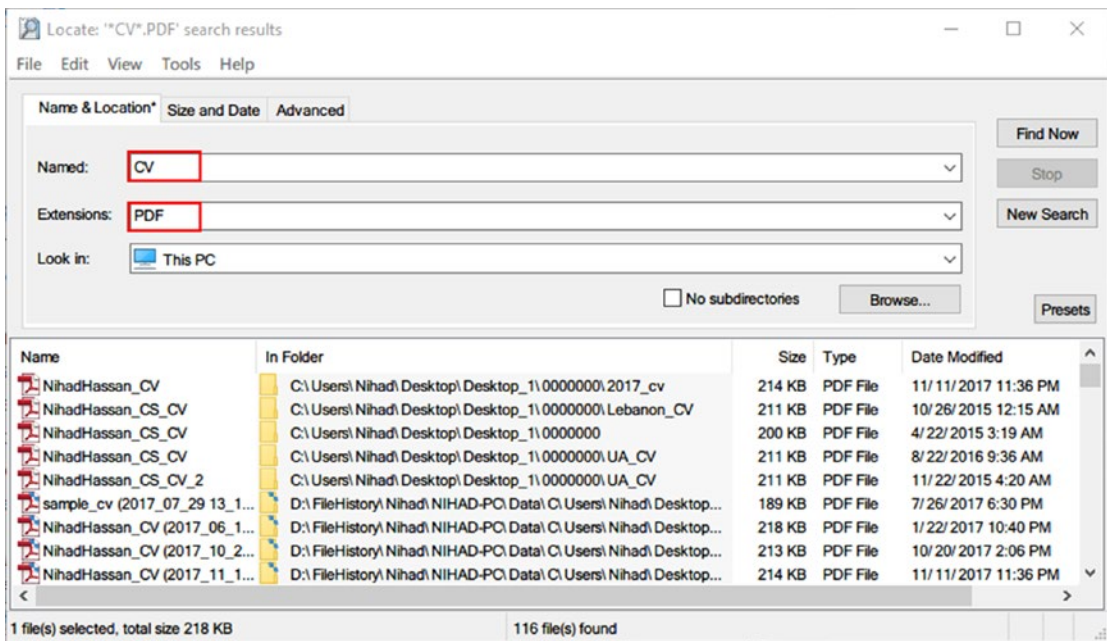 Locate: '*CV*.PDF' search results
File Edit View Tools Help
Name & Location* Size and Date Advanced
Find Now
Named: CV
Stop
Extensions: PDF
New Search
Look in: This PC
No subdirectories Browse...
Presets
Name In Folder Size Type Date Modified
NihadHassan_CV C:\Users\Nihad\Desktop\Desktop_1\0000000\2017_cv 214 KB PDF File 11/11/2017 11:36 PM
NihadHassan_CS_CV C:\Users\Nihad\Desktop\Desktop_1\0000000\Lebanon_CV 211 KB PDF File 10/26/2015 12:15 AM
NihadHassan_CS_CV C:\Users\Nihad\Desktop\Desktop_1\0000000 200 KB PDF File 4/22/2015 3:19 AM
NihadHassan_CS_CV C:\Users\Nihad\Desktop\Desktop_1\0000000\UA_CV 211 KB PDF File 8/22/2016 9:36 AM
NihadHassan_CS_CV_2 C:\Users\Nihad\Desktop\Desktop_1\0000000\UA_CV 211 KB PDF File 11/22/2015 4:20 AM
sample_cv (2017_07_29 13_1... D:\FileHistory\Nihad\NIHAD-PC\Data\C\Users\Nihad\Desktop... 189 KB PDF File 7/26/2017 6:30 PM
NihadHassan_CV (2017_06_1... D:\FileHistory\Nihad\NIHAD-PC\Data\C\Users\Nihad\Desktop... 218 KB PDF File 1/22/2017 10:40 PM
NihadHassan_CV (2017_10_2... D:\FileHistory\Nihad\NIHAD-PC\Data\C\Users\Nihad\Desktop... 213 KB PDF File 10/20/2017 2:06 PM
NihadHassan_CV (2017_11_1... D:\FileHistory\Nihad\NIHAD-PC\Data\C\Users\Nihad\Desktop... 214 KB PDF File 11/11/2017 11:36 PM
1 file(s) selected, total size 218 KB 116 file(s) found